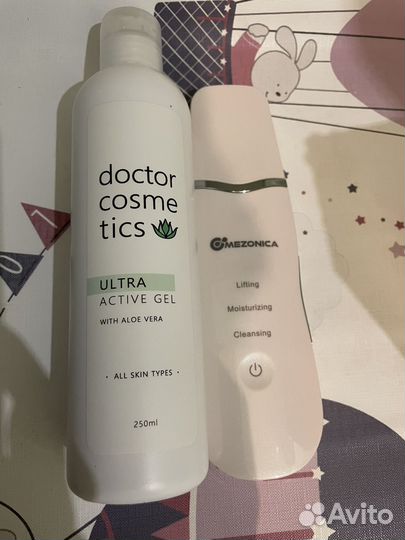 doctor
cosme
tics
ULTRA
ACTIVE GEL
WITH ALOE VERA
· ALL SKIN TYPES ·
250ml
MEZONICA
Lifting
Moisturizing
Cleansing
Avito